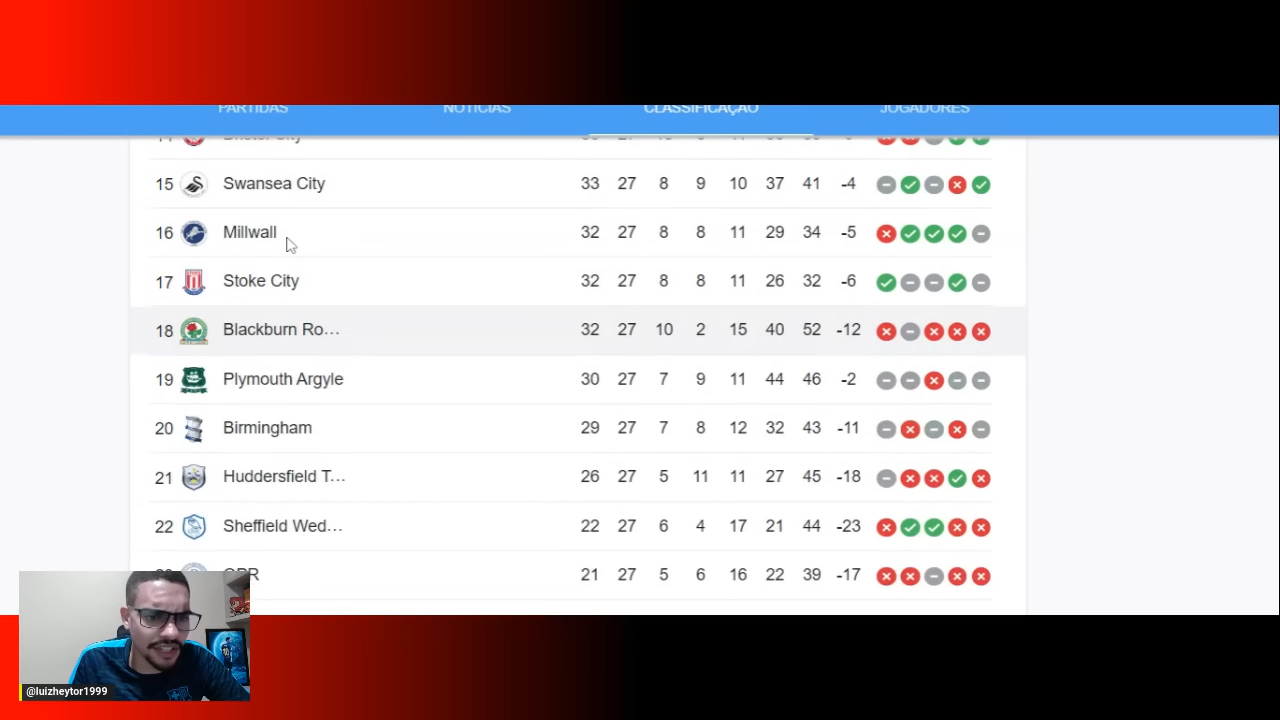 PARTIDAS NOTÍCIAS CLASSIFICAÇÃO JOGADORES
Bristol City
15 Swansea City 33 27 8 9 10 37 41 -4
16 Millwall 32 27 8 8 11 29 34 -5
17 Stoke City 32 27 8 8 11 26 32 -6
18 Blackburn Ro... 32 27 10 2 15 40 52 -12
19 Plymouth Argyle 30 27 7 9 11 44 46 -2
20 Birmingham 29 27 7 8 12 32 43 -11
21 Huddersfield T... 26 27 5 11 11 27 45 -18
22 Sheffield Wed... 22 27 6 4 17 21 44 -23
QPR 21 27 5 6 16 22 39 -17
@luizheytor1999